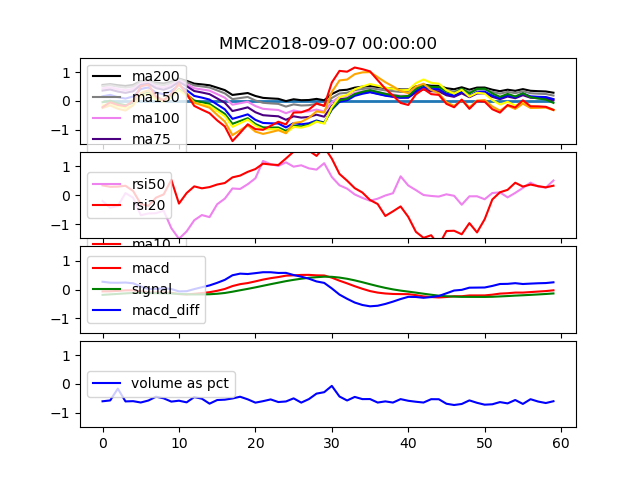 MMC2018-09-07 00:00:00
1
0
−1
ma200
ma150
ma100
ma75
1
0
−1
rsi50
rsi20
ma10
1
0
−1
macd
signal
macd_diff
1
0
−1
volume as pct
0 10 20 30 40 50 60